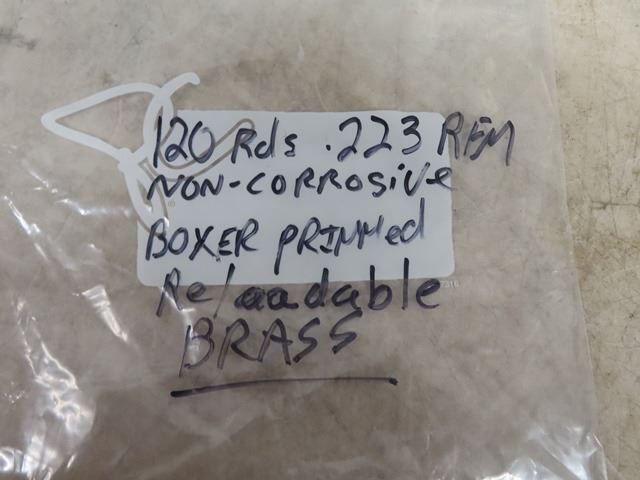 120 Rds .223 REM
NON-CORROSIVE
BOXER PRIMMED
Reloadable
BRASS